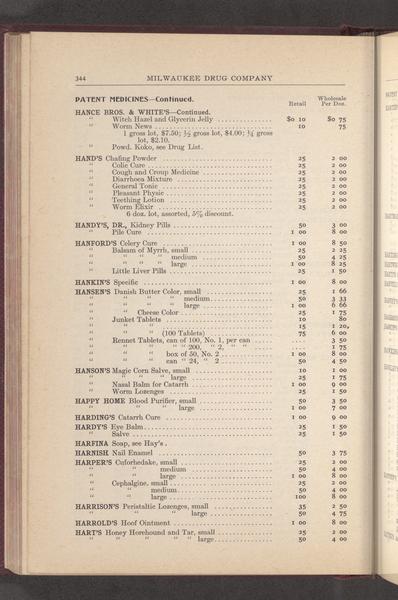 344 MILWAUKEE DRUG COMPANY
PATENT MEDICINES—Continued.
Retail Wholesale Per Doz.
HANCE BROS. & WHITE'S—Continued.
" Witch Hazel and Glycerin Jelly $0 10 $0 75
" Worm News 10 75
1 gross lot, $7.50; ½ gross lot, $4.00; ¼ gross
lot, $2.10.
" Powd. Koko, see Drug List.
HAND'S Chafing Powder 25 2 00
" Colic Cure 25 2 00
" Cough and Croup Medicine 25 2 00
" Diarrhoea Mixture 25 2 00
" General Tonic 25 2 00
" Pleasant Physic 25 2 00
" Teething Lotion 25 2 00
" Worm Elixir 25 2 00
6 doz. lot, assorted, 5% discount.
HANDY'S, DR., Kidney Pills 50 3 00
" Pile Cure 1 00 8 00
HANFORD'S Celery Cure 1 00 8 50
" Balsam of Myrrh, small 25 2 25
" " " " medium 50 4 25
" " " " large 1 00 8 25
" Little Liver Pills 25 1 50
HANKIN'S Specific 1 00 8 00
HANSEN'S Danish Butter Color, small 25 1 66
" " " " medium 50 3 33
" " " " large 1 00 6 66
" Cheese Color 25 1 75
" Junket Tablets 10 80
" " " 15 1 20
" " " (100 Tablets) 75 6 00
" Rennet Tablets, can of 100, No. 1, per can 3 50
" " " " " 200, " 2, " " 1 75
" " " box of 50, No. 2 1 00 8 00
" " " can " 24, " 2 50 4 50
HANSON'S Magic Corn Salve, small 10 1 00
" " " " large 25 1 75
" Nasal Balm for Catarrh 1 00 9 00
" Worm Lozenges 25 1 50
HAPPY HOME Blood Purifier, small 50 3 50
" " " large 1 00 7 00
HARDING'S Catarrh Cure 1 00 9 00
HARDY'S Eye Balm 25 1 50
" Salve 25 1 50
HARFINA Soap, see Hay's.
HARNISH Nail Enamel 50 3 75
HARPER'S Cuforhedake, small 25 2 00
" " medium 50 4 00
" " large 1 00 8 00
" Cephalgine, small 25 2 00
" " medium 50 4 00
" " large 100 8 00
HARRISON'S Peristaltic Lozenges, small 35 2 50
" " " large 50 4 75
HARROLD'S Hoof Ointment 1 00 8 00
HART'S Honey Horehound and Tar, small 25 2 00
" " " " " large 50 4 00